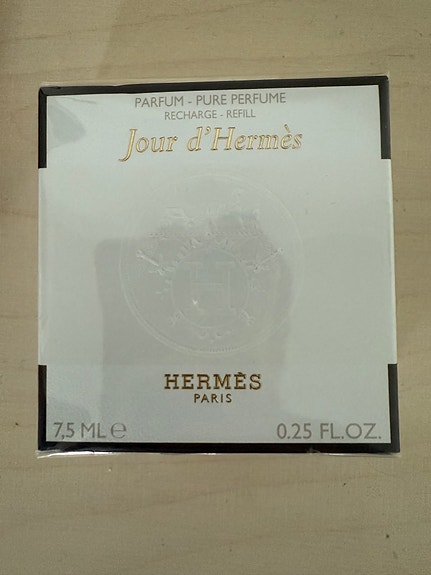 PARFUM - PURE PERFUME
RECHARGE - REFILL
Jour d'Hermès
H
HERMÈS
PARIS
7,5 ML ℮ 0.25 FL.OZ.